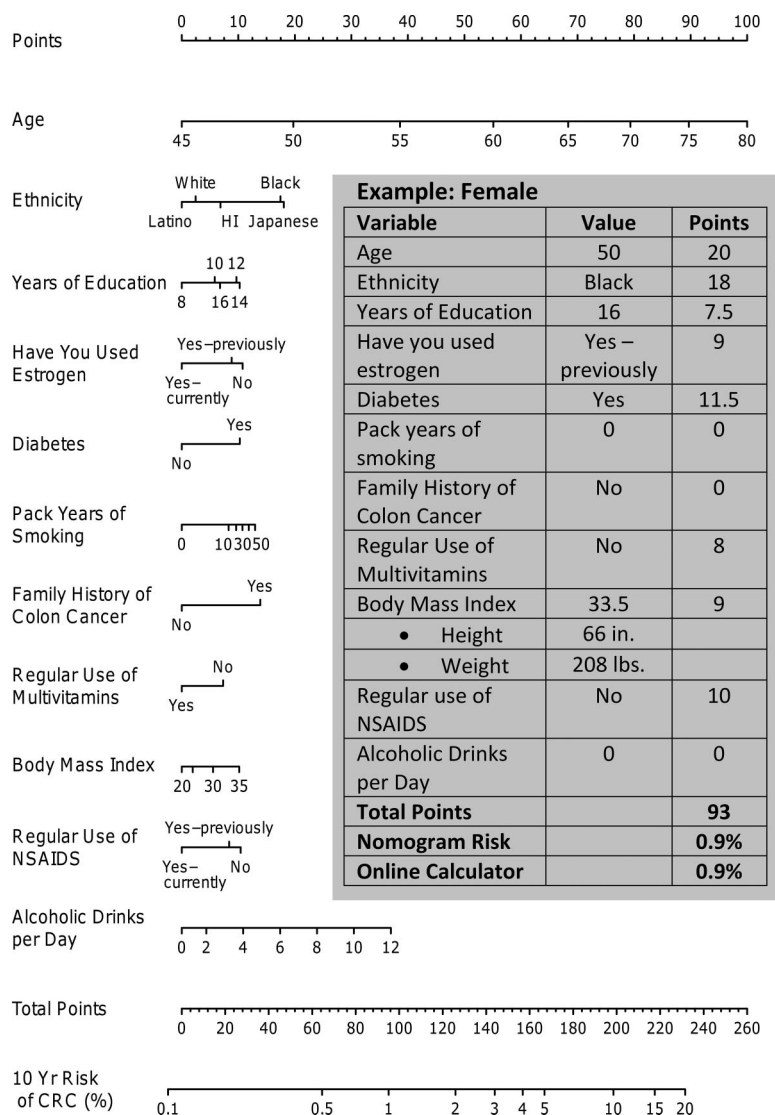 Points
0 10 20 30 40 50 60 70 80 90 100
Age
45 50 55 60 65 70 75 80
Ethnicity
White Black
Latino HI Japanese
Years of Education
10 12
8 16 14
Have You Used
Estrogen
Yes–previously
Yes–
currently
No
Diabetes
Yes
No
Pack Years of
Smoking
0 10 30 50
Family History of
Colon Cancer
Yes
No
Regular Use of
Multivitamins
No
Yes
Body Mass Index
20 30 35
Regular Use of
NSAIDS
Yes–previously
Yes–
currently
No
Alcoholic Drinks
per Day
0 2 4 6 8 10 12
Total Points
0 20 40 60 80 100 120 140 160 180 200 220 240 260
10 Yr Risk
of CRC (%)
0.1 0.5 1 2 3 4 5 10 15 20
Example: Female
Variable Value Points
Age 50 20
Ethnicity Black 18
Years of Education 16 7.5
Have you used
estrogen
Yes –
previously
9
Diabetes Yes 11.5
Pack years of
smoking
0 0
Family History of
Colon Cancer
No 0
Regular Use of
Multivitamins
No 8
Body Mass Index 33.5 9
• Height 66 in.
• Weight 208 lbs.
Regular use of
NSAIDS
No 10
Alcoholic Drinks
per Day
0 0
Total Points 93
Nomogram Risk 0.9%
Online Calculator 0.9%